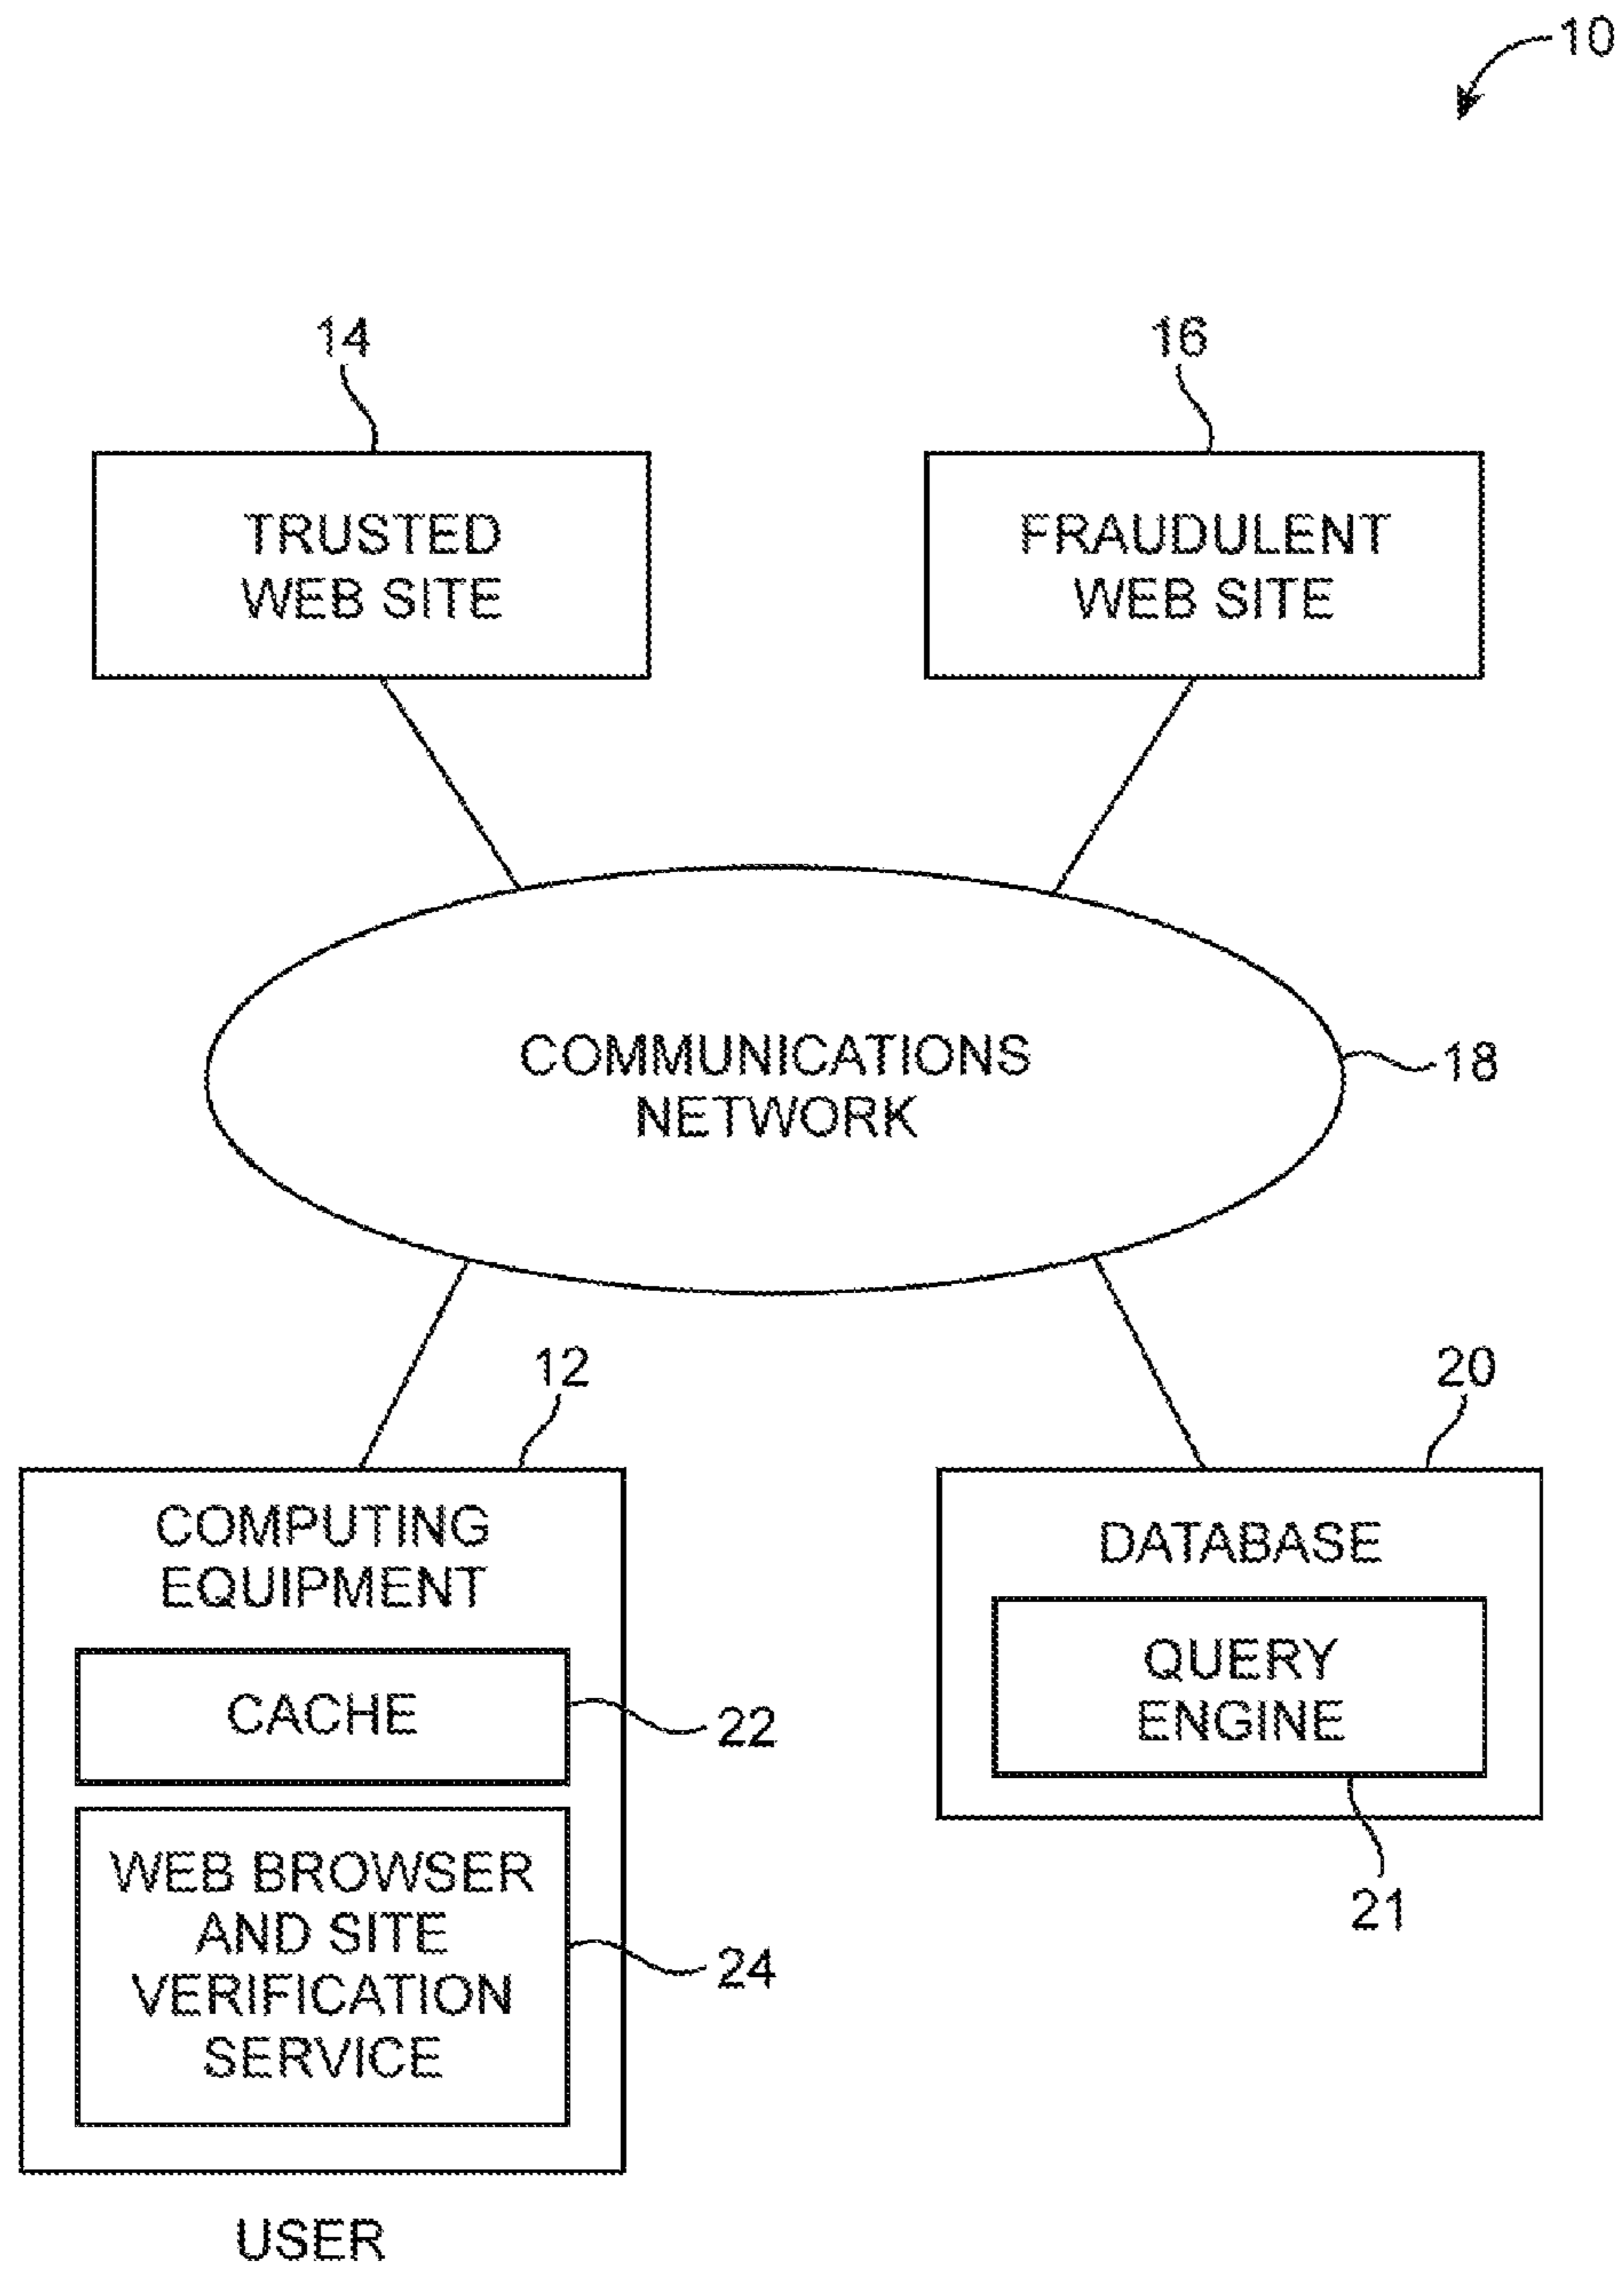 10
14
16
TRUSTED
WEB SITE
FRAUDULENT
WEB SITE
COMMUNICATIONS
NETWORK
18
12
20
COMPUTING
EQUIPMENT
CACHE
22
WEB BROWSER
AND SITE
VERIFICATION
SERVICE
24
USER
DATABASE
QUERY
ENGINE
21